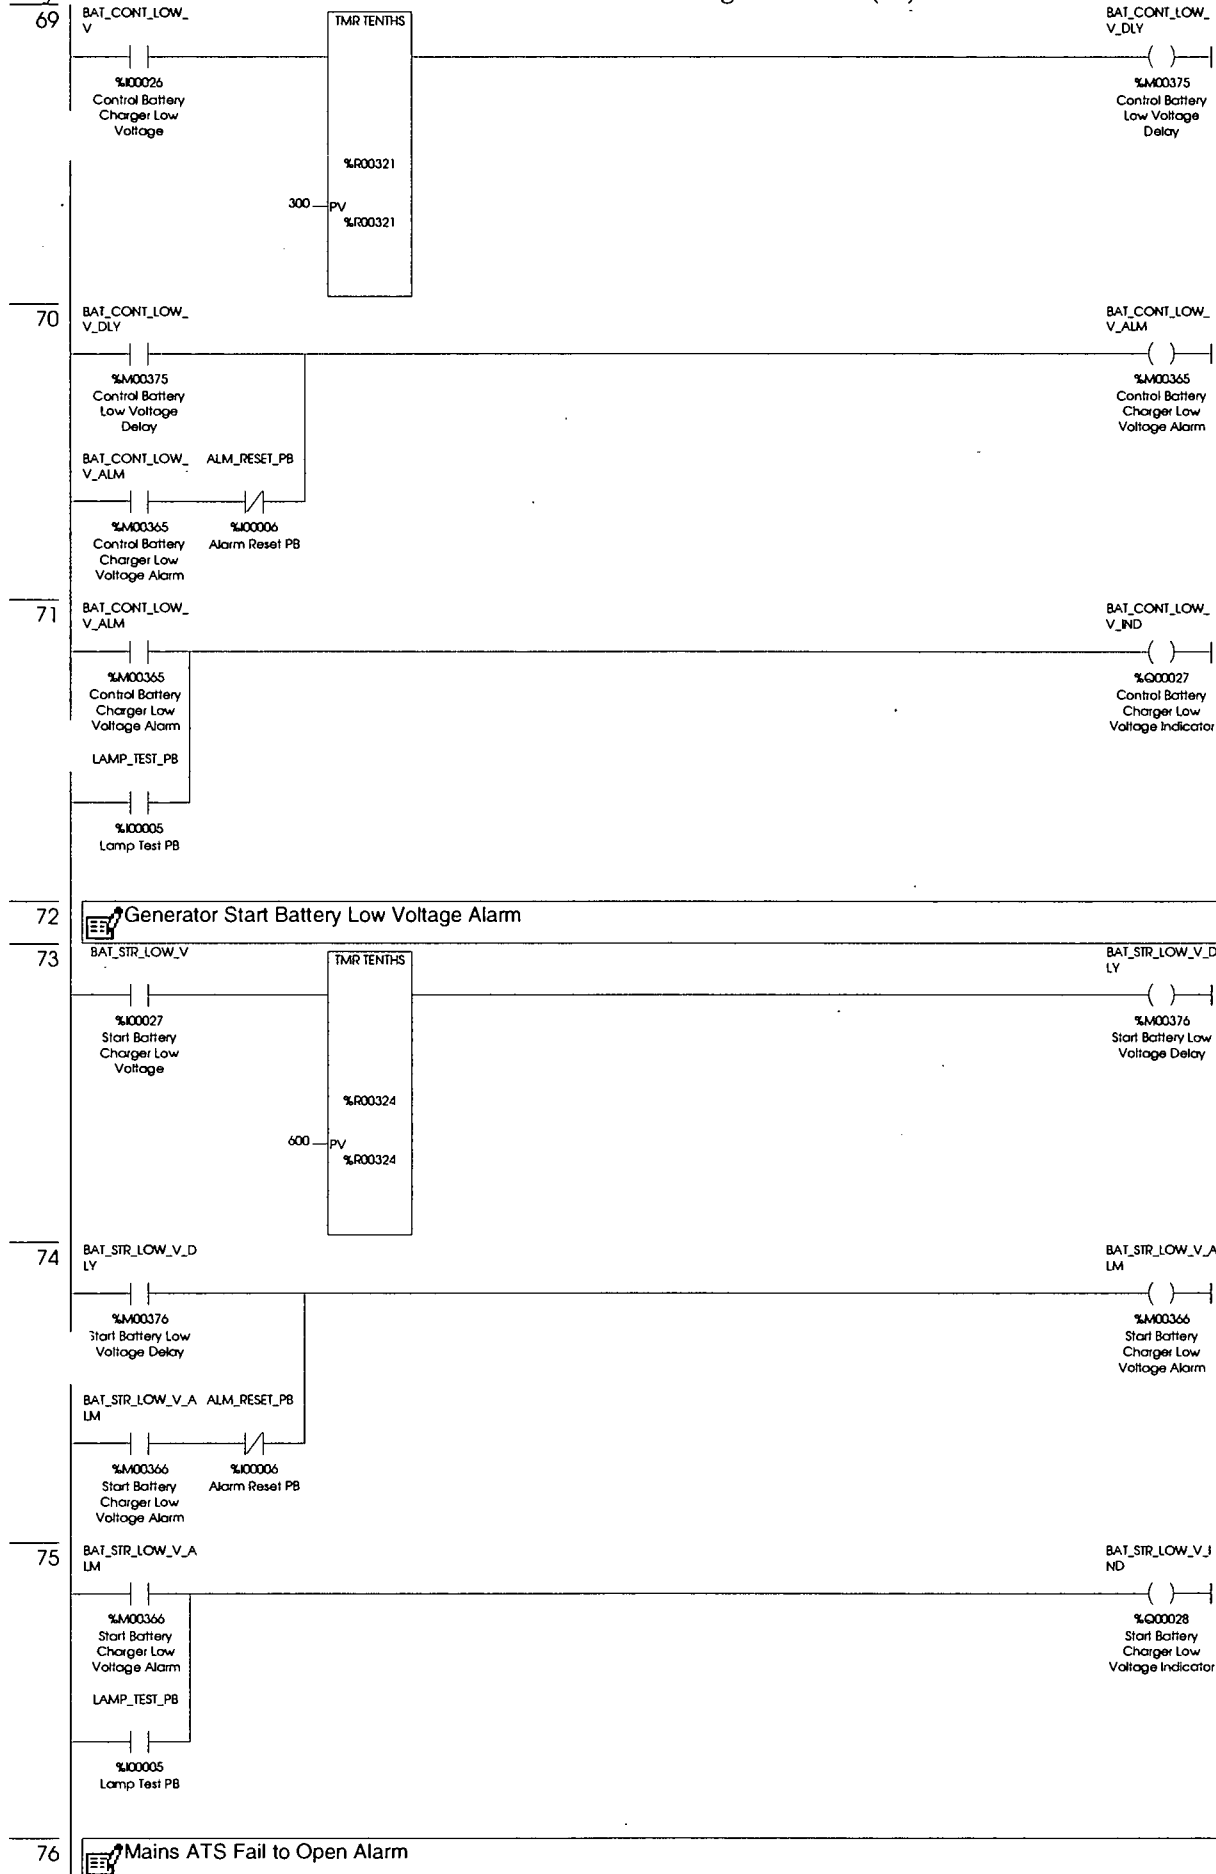 69
BAT_CONT_LOW_
V
TMR TENTHS
BAT_CONT_LOW_
V_DLY
%I00026
Control Battery
Charger Low
Voltage
%M00375
Control Battery
Low Voltage
Delay
%R00321
300
PV
%R00321
70
BAT_CONT_LOW_
V_DLY
BAT_CONT_LOW_
V_ALM
%M00375
Control Battery
Low Voltage
Delay
%M00365
Control Battery
Charger Low
Voltage Alarm
BAT_CONT_LOW_
V_ALM
ALM_RESET_PB
%M00365
Control Battery
Charger Low
Voltage Alarm
%I00006
Alarm Reset PB
71
BAT_CONT_LOW_
V_ALM
BAT_CONT_LOW_
V_IND
%M00365
Control Battery
Charger Low
Voltage Alarm
%Q00027
Control Battery
Charger Low
Voltage Indicator
LAMP_TEST_PB
%I00005
Lamp Test PB
72
Generator Start Battery Low Voltage Alarm
73
BAT_STR_LOW_V
TMR TENTHS
BAT_STR_LOW_V_D
LY
%I00027
Start Battery
Charger Low
Voltage
%M00376
Start Battery Low
Voltage Delay
%R00324
600
PV
%R00324
74
BAT_STR_LOW_V_D
LY
BAT_STR_LOW_V_A
LM
%M00376
Start Battery Low
Voltage Delay
%M00366
Start Battery
Charger Low
Voltage Alarm
BAT_STR_LOW_V_A
LM
ALM_RESET_PB
%M00366
Start Battery
Charger Low
Voltage Alarm
%I00006
Alarm Reset PB
75
BAT_STR_LOW_V_A
LM
BAT_STR_LOW_V_I
ND
%M00366
Start Battery
Charger Low
Voltage Alarm
%Q00028
Start Battery
Charger Low
Voltage Indicator
LAMP_TEST_PB
%I00005
Lamp Test PB
76
Mains ATS Fail to Open Alarm